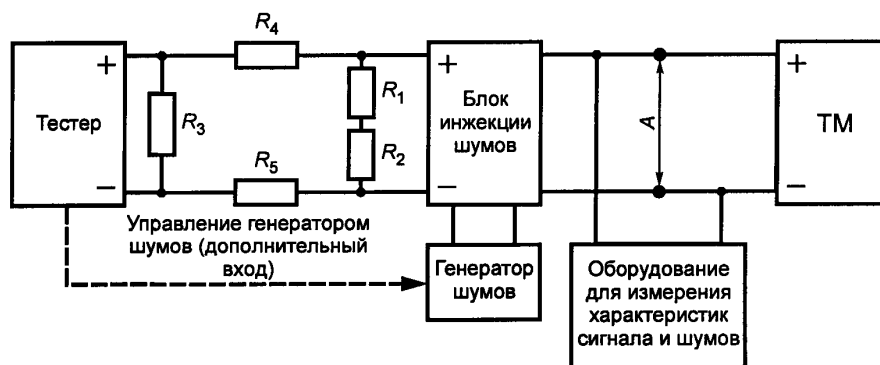 R4
+
+
+
R1
Тестер
R3
Блок
инжекции
шумов
A
ТМ
R2
R5
−
−
−
Управление генератором
шумов (дополнительный
вход)
Генератор
шумов
Оборудование
для измерения
характеристик
сигнала и шумов